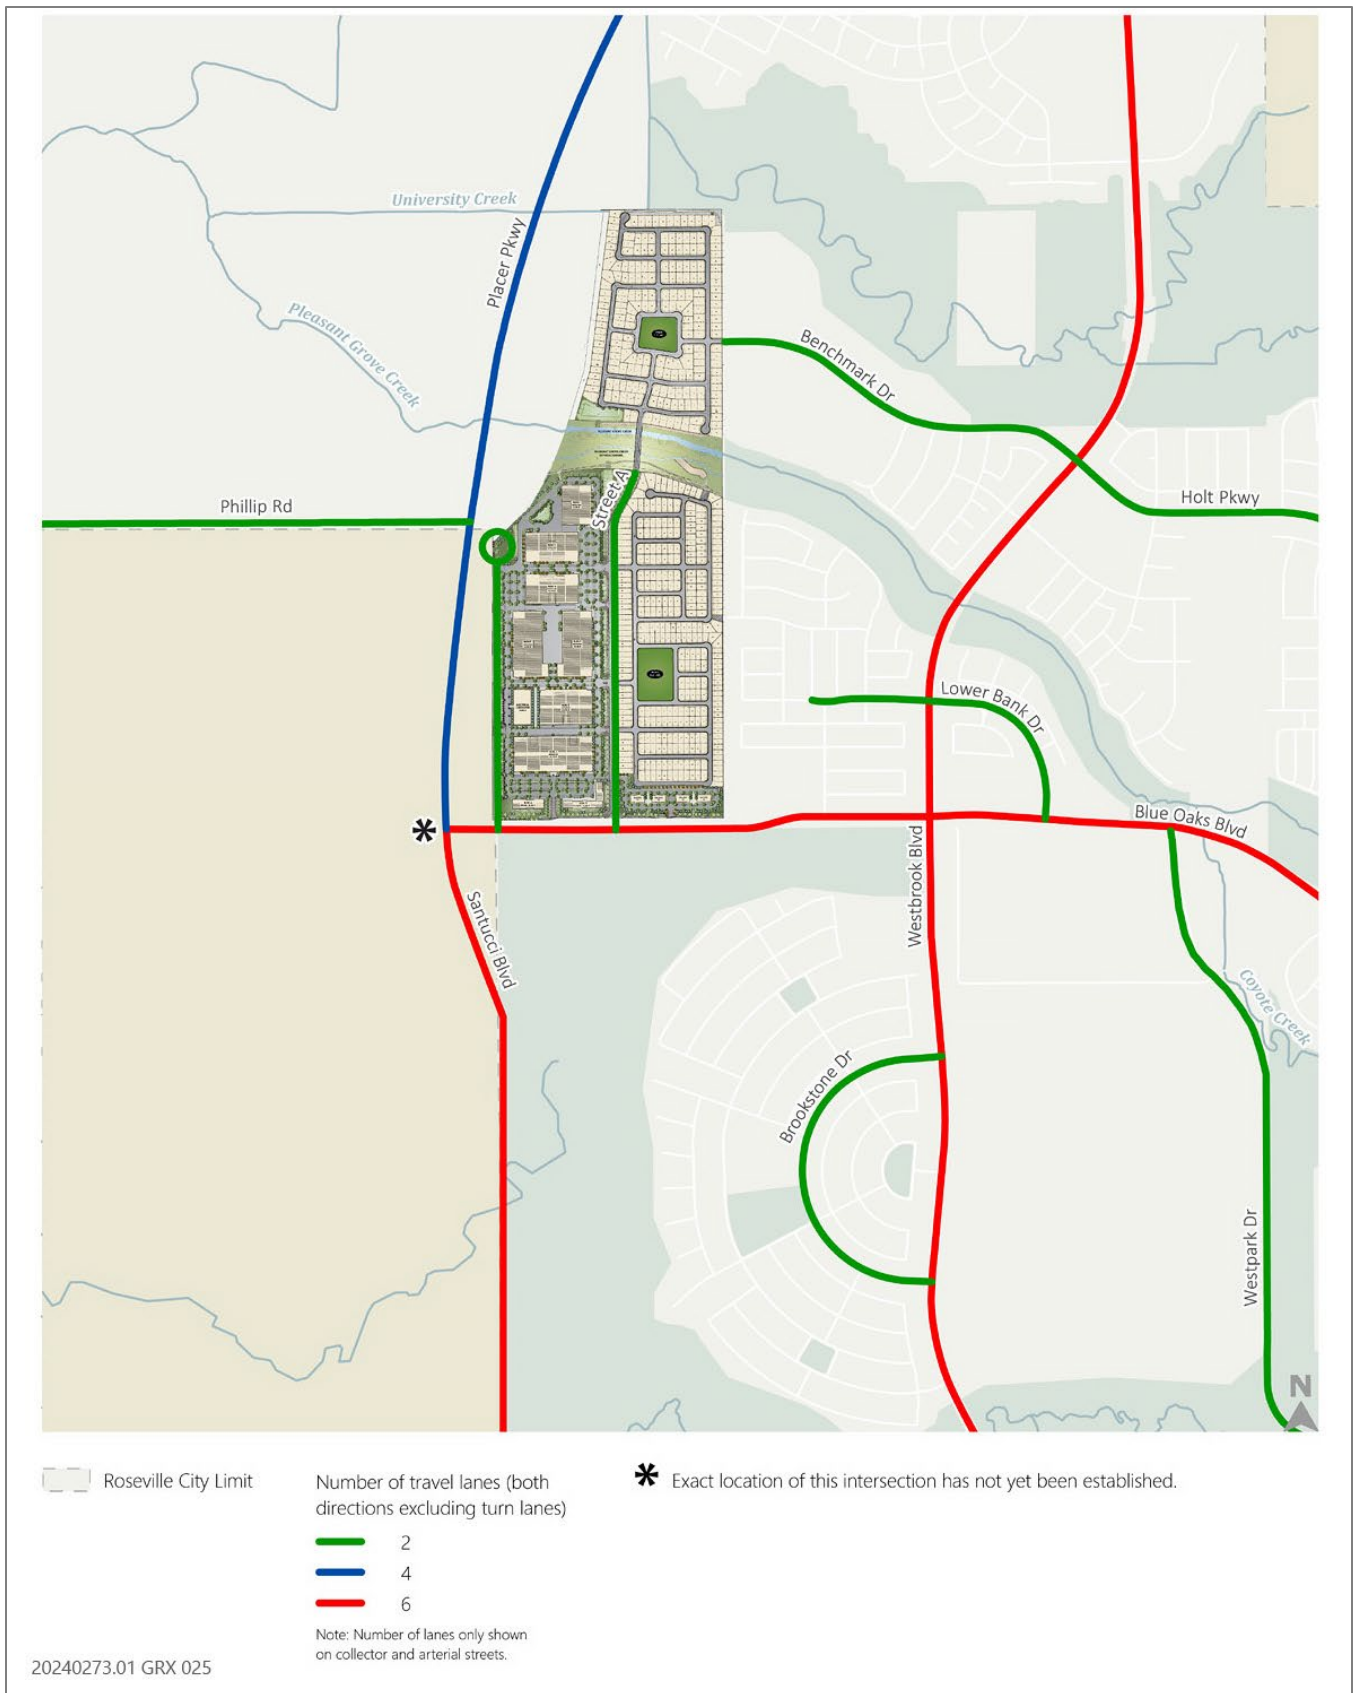 University Creek
Placer Pkwy
Pleasant Grove Creek
Benchmark Dr
Phillip Rd
Street A
Holt Pkwy
Lower Bank Dr
Blue Oaks Blvd
Westbrook Blvd
Santucci Blvd
*
Coyote Creek
Brookstone Dr
Westpark Dr
N
Roseville City Limit
Number of travel lanes (both
directions excluding turn lanes)
2
4
6
Note: Number of lanes only shown
on collector and arterial streets.
* Exact location of this intersection has not yet been established.
20240273.01 GRX 025